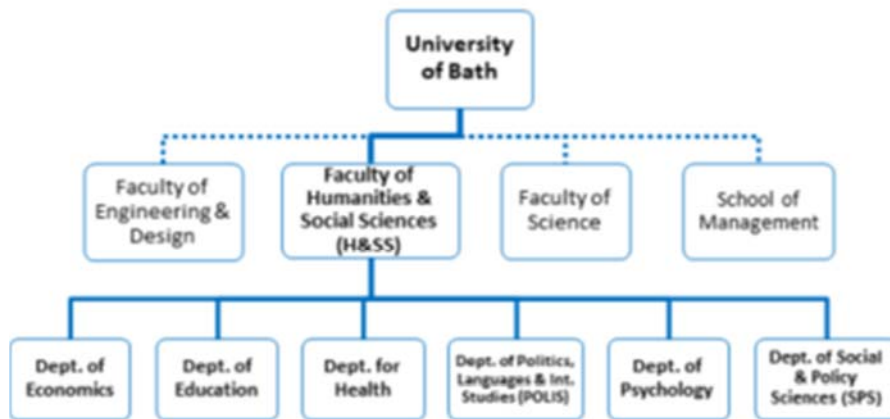 University
of Bath
Faculty of
Engineering &
Design
Faculty of
Humanities &
Social Sciences
(H&SS)
Faculty of
Science
School of
Management
Dept. of
Economics
Dept. of
Education
Dept. for
Health
Dept. of Politics,
Languages & Int.
Studies (POLIS)
Dept. of
Psychology
Dept. of Social
& Policy
Sciences (SPS)